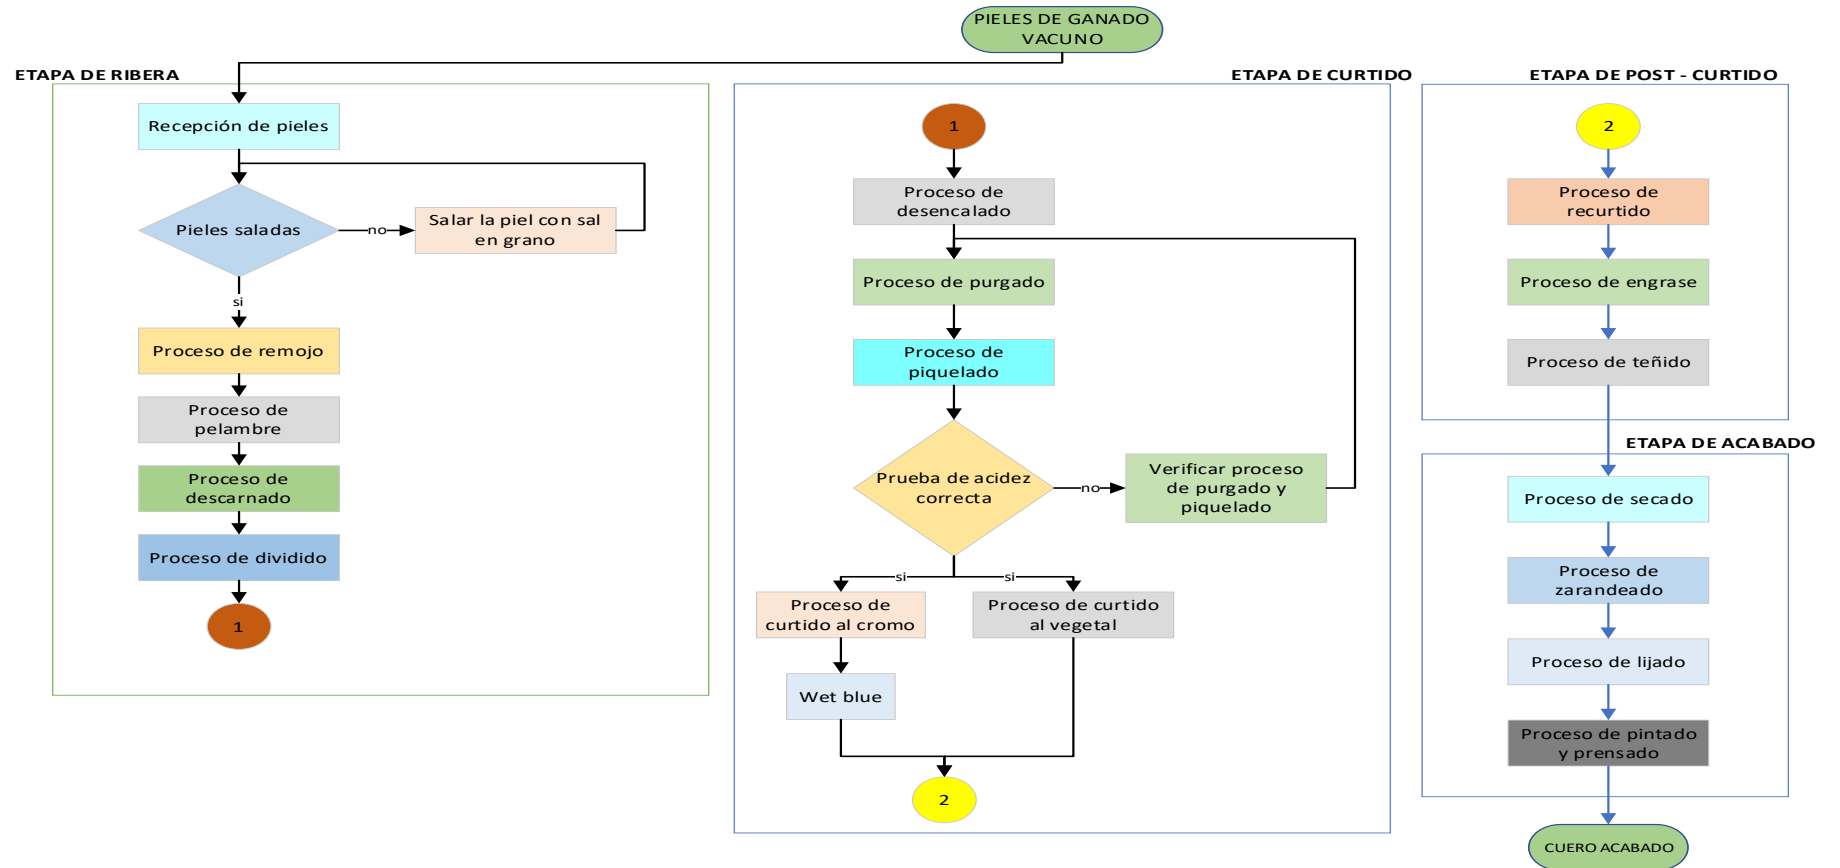 PIELES DE GANADO
VACUNO
ETAPA DE RIBERA
Recepción de pieles
Pieles saladas
no
Salar la piel con sal
en grano
si
Proceso de remojo
Proceso de
pelambre
Proceso de
descarnado
Proceso de dividido
1
ETAPA DE CURTIDO
1
Proceso de
desencalado
Proceso de purgado
Proceso de
piquelado
Prueba de acidez
correcta
no
Verificar proceso
de purgado y
piquelado
si
si
Proceso de
curtido al cromo
Proceso de curtido
al vegetal
Wet blue
2
ETAPA DE POST - CURTIDO
2
Proceso de
recurtido
Proceso de engrase
Proceso de teñido
ETAPA DE ACABADO
Proceso de secado
Proceso de
zarandeado
Proceso de lijado
Proceso de pintado
y prensado
CUERO ACABADO